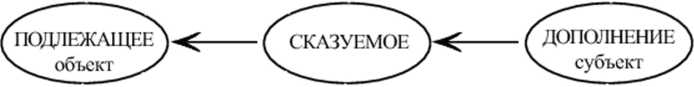 ПОДЛЕЖАЩЕЕ
объект
СКАЗУЕМОЕ
ДОПОЛНЕНИЕ
субъект